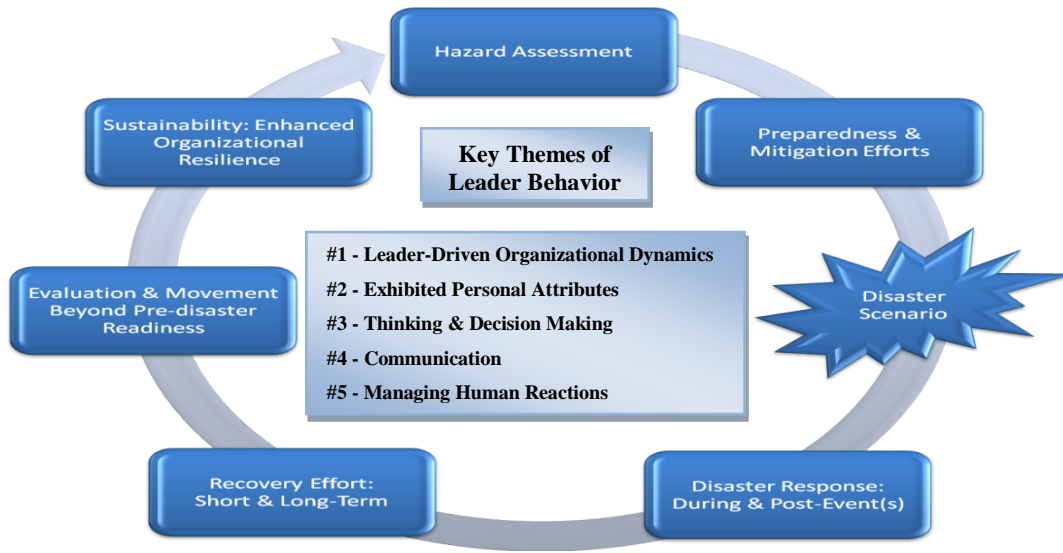 Hazard Assessment
Preparedness &
Mitigation Efforts
Disaster
Scenario
Disaster Response:
During & Post-Event(s)
Recovery Effort:
Short & Long-Term
Evaluation & Movement
Beyond Pre-disaster
Readiness
Sustainability: Enhanced
Organizational
Resilience
Key Themes of
Leader Behavior
#1 - Leader-Driven Organizational Dynamics
#2 - Exhibited Personal Attributes
#3 - Thinking & Decision Making
#4 - Communication
#5 - Managing Human Reactions